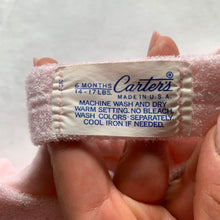 6 MONTHS
14-17 LBS.
Carter's ®
MADE IN U.S.A.
MACHINE WASH AND DRY
WARM SETTING. NO BLEACH
WASH COLORS SEPARATELY
COOL IRON IF NEEDED.